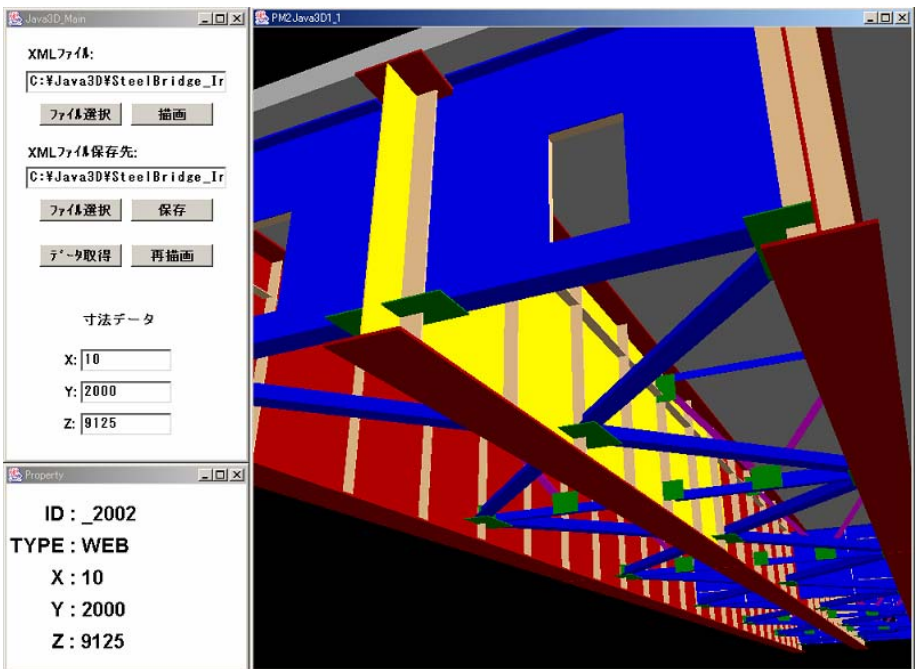 Java3D_Main
XMLファイル:
C:¥Java3D¥SteelBridge_Ir
ファイル選択 描画
XMLファイル保存先:
C:¥Java3D¥SteelBridge_Ir
ファイル選択 保存
データ取得 再描画
寸法データ
X: 10
Y: 2000
Z: 9125
Property
ID : _2002
TYPE : WEB
X : 10
Y : 2000
Z : 9125
PM2Java3D1_1